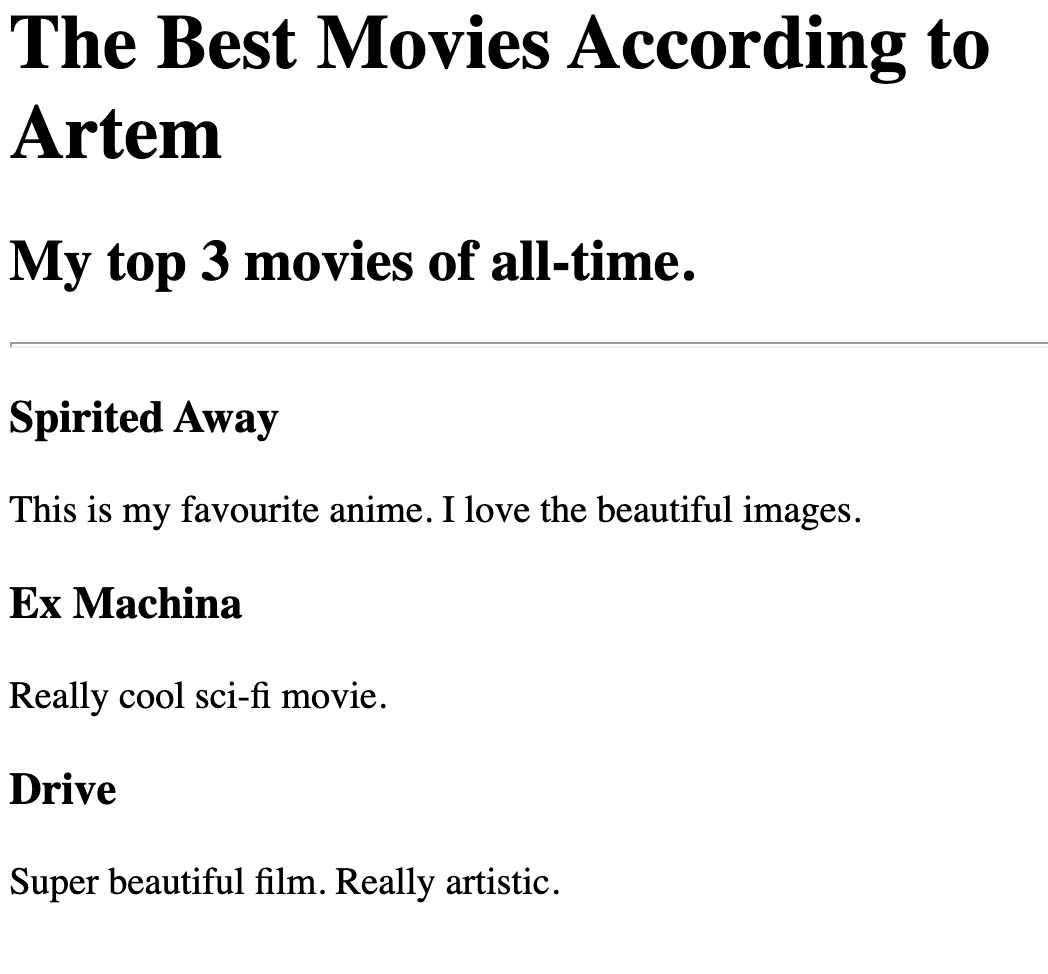 The Best Movies According to
Artem
My top 3 movies of all-time.
Spirited Away
This is my favourite anime. I love the beautiful images.
Ex Machina
Really cool sci-fi movie.
Drive
Super beautiful film. Really artistic.